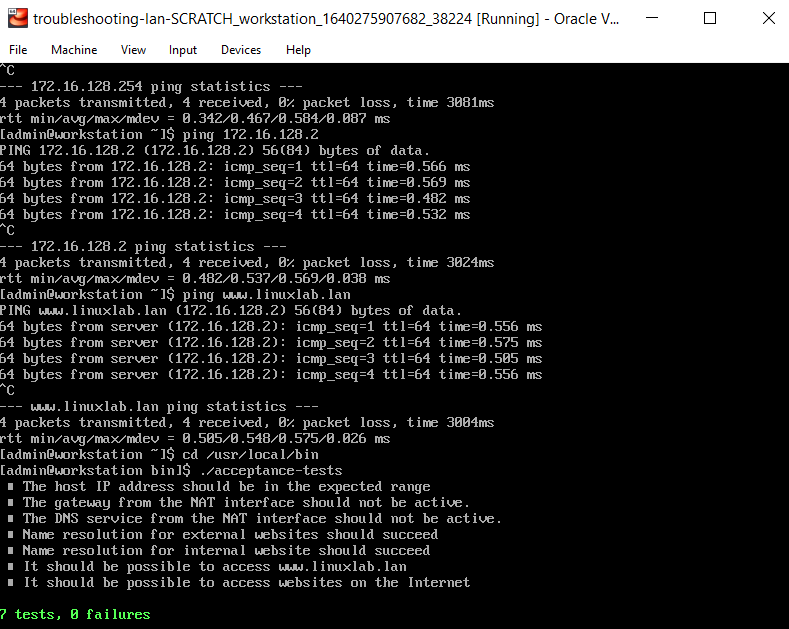 troubleshooting-lan-SCRATCH_workstation_1640275907682_38224 [Running] - Oracle V...
File Machine View Input Devices Help
^C
--- 172.16.128.254 ping statistics ---
4 packets transmitted, 4 received, 0% packet loss, time 3081ms
rtt min/avg/max/mdev = 0.342/0.467/0.584/0.087 ms
[admin@workstation ~]$ ping 172.16.128.2
PING 172.16.128.2 (172.16.128.2) 56(84) bytes of data.
64 bytes from 172.16.128.2: icmp_seq=1 ttl=64 time=0.566 ms
64 bytes from 172.16.128.2: icmp_seq=2 ttl=64 time=0.569 ms
64 bytes from 172.16.128.2: icmp_seq=3 ttl=64 time=0.482 ms
64 bytes from 172.16.128.2: icmp_seq=4 ttl=64 time=0.532 ms
^C
--- 172.16.128.2 ping statistics ---
4 packets transmitted, 4 received, 0% packet loss, time 3024ms
rtt min/avg/max/mdev = 0.482/0.537/0.569/0.038 ms
[admin@workstation ~]$ ping www.linuxlab.lan
PING www.linuxlab.lan (172.16.128.2) 56(84) bytes of data.
64 bytes from server (172.16.128.2): icmp_seq=1 ttl=64 time=0.556 ms
64 bytes from server (172.16.128.2): icmp_seq=2 ttl=64 time=0.575 ms
64 bytes from server (172.16.128.2): icmp_seq=3 ttl=64 time=0.505 ms
64 bytes from server (172.16.128.2): icmp_seq=4 ttl=64 time=0.556 ms
^C
--- www.linuxlab.lan ping statistics ---
4 packets transmitted, 4 received, 0% packet loss, time 3004ms
rtt min/avg/max/mdev = 0.505/0.548/0.575/0.026 ms
[admin@workstation ~]$ cd /usr/local/bin
[admin@workstation bin]$ ./acceptance-tests
The host IP address should be in the expected range
The gateway from the NAT interface should not be active.
The DNS service from the NAT interface should not be active.
Name resolution for external websites should succeed
Name resolution for internal website should succeed
It should be possible to access www.linuxlab.lan
It should be possible to access websites on the Internet
7 tests, 0 failures